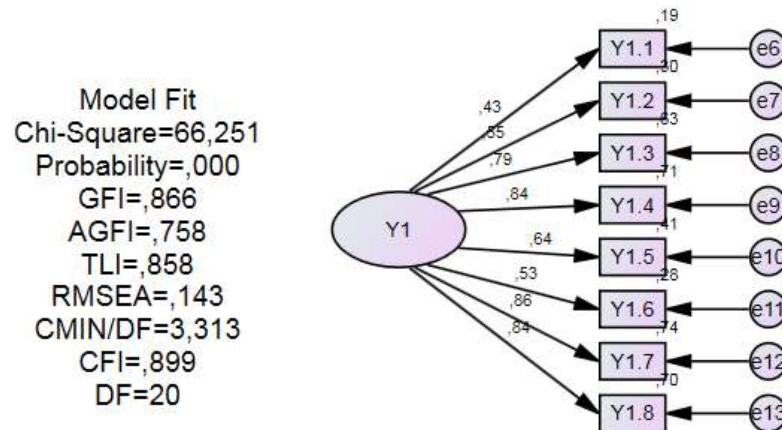 Model Fit
Chi-Square=66,251
Probability=,000
GFI=,866
AGFI=,758
TLI=,858
RMSEA=,143
CMIN/DF=3,313
CFI=,899
DF=20
Y1
,43
,55
,79
,84
,64
,53
,86
,84
,19
Y1.1
e6
,30
Y1.2
e7
,63
Y1.3
e8
,71
Y1.4
e9
,41
Y1.5
e10
,28
Y1.6
e11
,74
Y1.7
e12
,70
Y1.8
e13